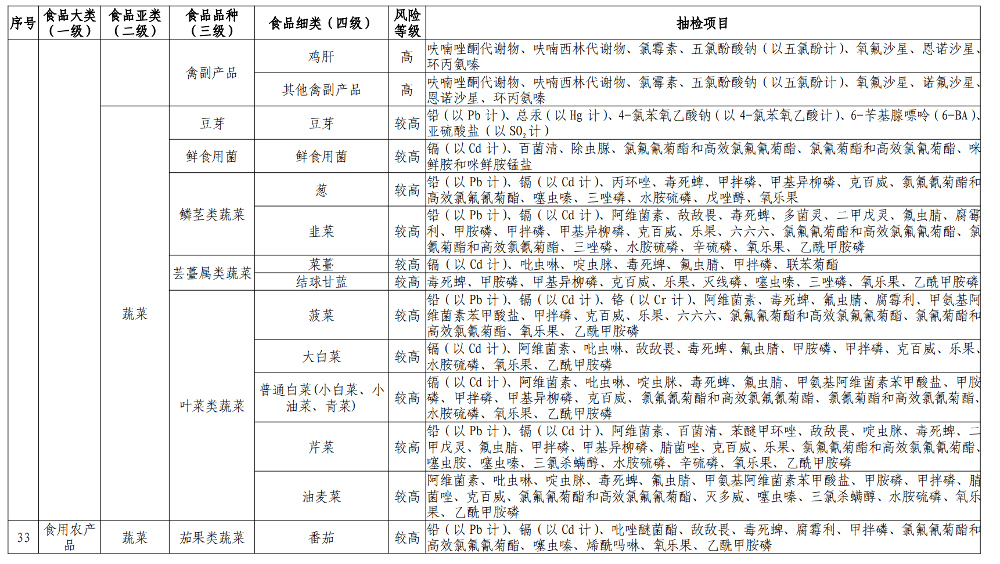 序号
食品大类
（一级）
食品亚类
（二级）
食品品种
（三级）
食品细类（四级）
风险
等级
抽检项目
禽副产品
鸡肝
高
呋喃唑酮代谢物、呋喃西林代谢物、氯霉素、五氯酚酸钠（以五氯酚计）、氧氟沙星、恩诺沙星、
环丙氨嗪
其他禽副产品
高
呋喃唑酮代谢物、呋喃西林代谢物、氯霉素、五氯酚酸钠（以五氯酚计）、氧氟沙星、诺氟沙星、
恩诺沙星、环丙氨嗪
蔬菜
豆芽
豆芽
较高
铅（以 Pb 计）、总汞（以 Hg 计）、4-氯苯氧乙酸钠（以 4-氯苯氧乙酸计）、6-苄基腺嘌呤（6-BA）、
亚硫酸盐（以 SO₂计）
鲜食用菌
鲜食用菌
较高
镉（以 Cd 计）、百菌清、除虫脲、氯氟氰菊酯和高效氯氟氰菊酯、氯氰菊酯和高效氯氰菊酯、咪
鲜胺和咪鲜胺锰盐
鳞茎类蔬菜
葱
较高
铅（以 Pb 计）、镉（以 Cd 计）、丙环唑、毒死蜱、甲拌磷、甲基异柳磷、克百威、氯氟氰菊酯和
高效氯氟氰菊酯、噻虫嗪、三唑磷、水胺硫磷、戊唑醇、氧乐果
韭菜
较高
铅（以 Pb 计）、镉（以 Cd 计）、阿维菌素、敌敌畏、毒死蜱、多菌灵、二甲戊灵、氟虫腈、腐霉
利、甲胺磷、甲拌磷、甲基异柳磷、克百威、乐果、六六六、氯氟氰菊酯和高效氯氟氰菊酯、氯
氰菊酯和高效氯氰菊酯、三唑磷、水胺硫磷、辛硫磷、氧乐果、乙酰甲胺磷
芸薹属类蔬菜
菜薹
较高
镉（以 Cd 计）、吡虫啉、啶虫脒、毒死蜱、氟虫腈、甲拌磷、联苯菊酯
结球甘蓝
较高
毒死蜱、甲胺磷、甲基异柳磷、克百威、乐果、灭线磷、噻虫嗪、三唑磷、氧乐果、乙酰甲胺磷
叶菜类蔬菜
菠菜
较高
铅（以 Pb 计）、镉（以 Cd 计）、铬（以 Cr 计）、阿维菌素、毒死蜱、氟虫腈、腐霉利、甲氨基阿
维菌素苯甲酸盐、甲拌磷、克百威、乐果、六六六、氯氟氰菊酯和高效氯氟氰菊酯、氯氰菊酯和
高效氯氰菊酯、氧乐果、乙酰甲胺磷
大白菜
较高
镉（以 Cd 计）、阿维菌素、吡虫啉、敌敌畏、毒死蜱、氟虫腈、甲胺磷、甲拌磷、克百威、乐果、
水胺硫磷、氧乐果、乙酰甲胺磷
普通白菜(小白菜、小
油菜、青菜)
较高
镉（以 Cd 计）、阿维菌素、吡虫啉、啶虫脒、毒死蜱、氟虫腈、甲氨基阿维菌素苯甲酸盐、甲胺
磷、甲拌磷、甲基异柳磷、克百威、氯氟氰菊酯和高效氯氟氰菊酯、氯氰菊酯和高效氯氰菊酯、
水胺硫磷、氧乐果、乙酰甲胺磷
芹菜
较高
铅（以 Pb 计）、镉（以 Cd 计）、阿维菌素、百菌清、苯醚甲环唑、敌敌畏、啶虫脒、毒死蜱、二
甲戊灵、氟虫腈、甲拌磷、甲基异柳磷、腈菌唑、克百威、乐果、氯氟氰菊酯和高效氯氟氰菊酯、
噻虫胺、噻虫嗪、三氯杀螨醇、水胺硫磷、辛硫磷、氧乐果、乙酰甲胺磷
油麦菜
较高
阿维菌素、吡虫啉、啶虫脒、毒死蜱、氟虫腈、甲氨基阿维菌素苯甲酸盐、甲胺磷、甲拌磷、腈
菌唑、克百威、氯氟氰菊酯和高效氯氟氰菊酯、灭多威、噻虫嗪、三氯杀螨醇、水胺硫磷、氧乐
果、乙酰甲胺磷
33
食用农产
品
蔬菜
茄果类蔬菜
番茄
较高
铅（以 Pb 计）、镉（以 Cd 计）、吡唑醚菌酯、敌敌畏、毒死蜱、腐霉利、甲拌磷、氯氟氰菊酯和
高效氯氟氰菊酯、噻虫嗪、烯酰吗啉、氧乐果、乙酰甲胺磷